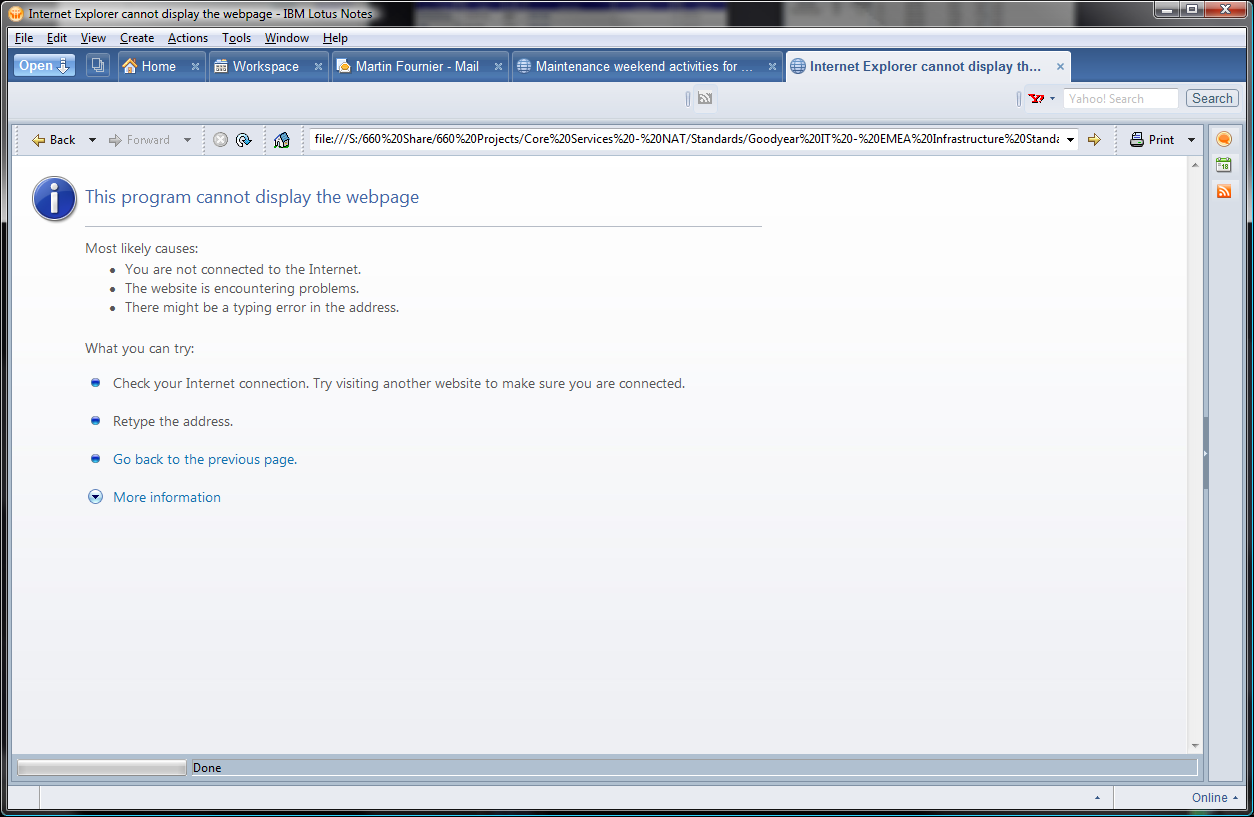 Internet Explorer cannot display the webpage - IBM Lotus Notes
File Edit View Create Actions Tools Window Help
Open Home Workspace Martin Fournier - Mail Maintenance weekend activities for ... Internet Explorer cannot display th...
Yahoo! Search Search
Back Forward file:///S:/660%20Share/660%20Projects/Core%20Services%20-%20NAT/Standards/Goodyear%20IT%20-%20EMEA%20Infrastructure%20Standa Print
18
This program cannot display the webpage
Most likely causes:
You are not connected to the Internet.
The website is encountering problems.
There might be a typing error in the address.
What you can try:
Check your Internet connection. Try visiting another website to make sure you are connected.
Retype the address.
Go back to the previous page.
More information
Done
Online